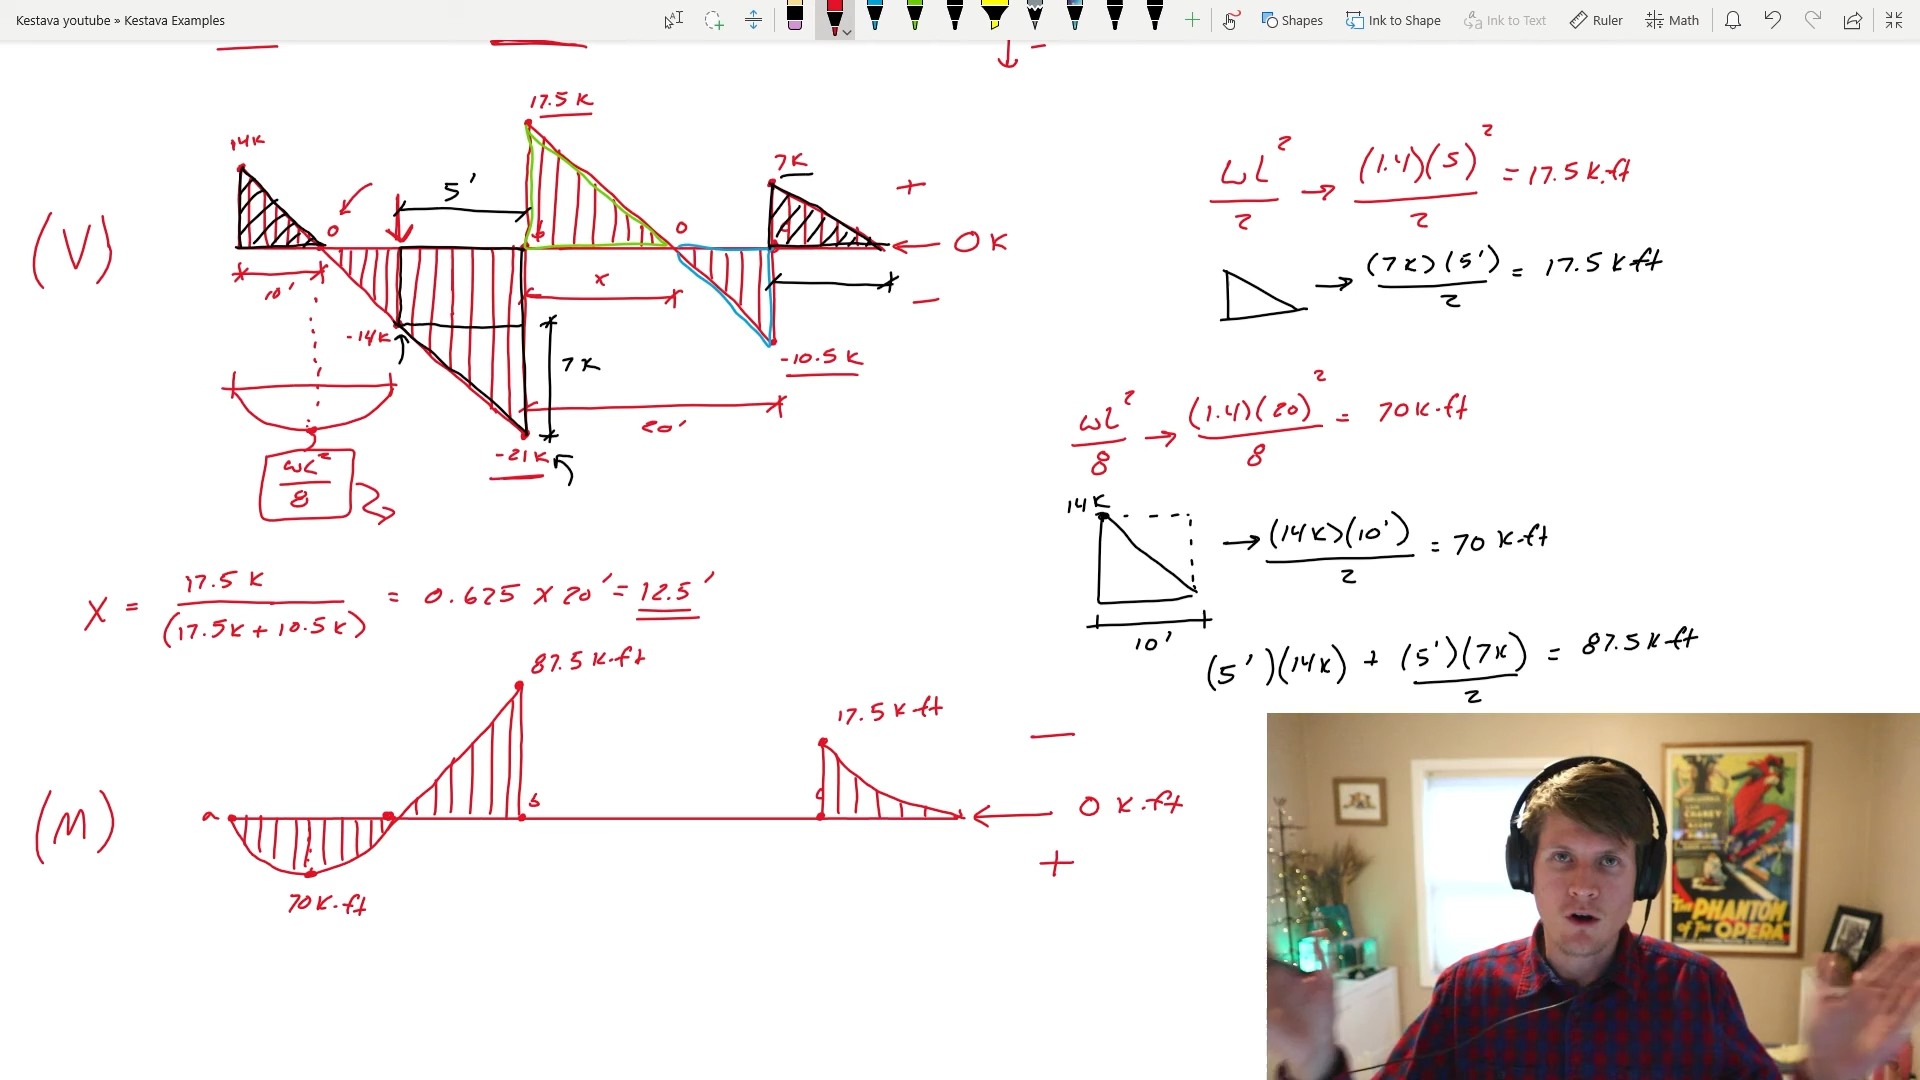 Kestava youtube » Kestava Examples
Shapes
Ink to Shape
Ink to Text
Ruler
Math
(V)
14K
17.5 K
7K
5'
0
0
+
0 K
b
10'
x
-
-14K
7K
-10.5 K
20'
-21K
wL²/8
wL²/2 → (1.4)(5)²/2 = 17.5 K.ft
→ (7K)(5')/2 = 17.5 K-ft
wL²/8 → (1.4)(20)²/8 = 70 K-ft
14K
→ (14K)(10')/2 = 70 K-ft
10'
(5')(14K) + (5')(7K)/2 = 87.5 K-ft
X = 17.5 K/(17.5K + 10.5K) = 0.625 x 20' = 12.5'
(M)
87.5 K-ft
17.5 K-ft
-
a
b
c
0 K-ft
+
70 K-ft
THE PHANTOM
of THE OPERA